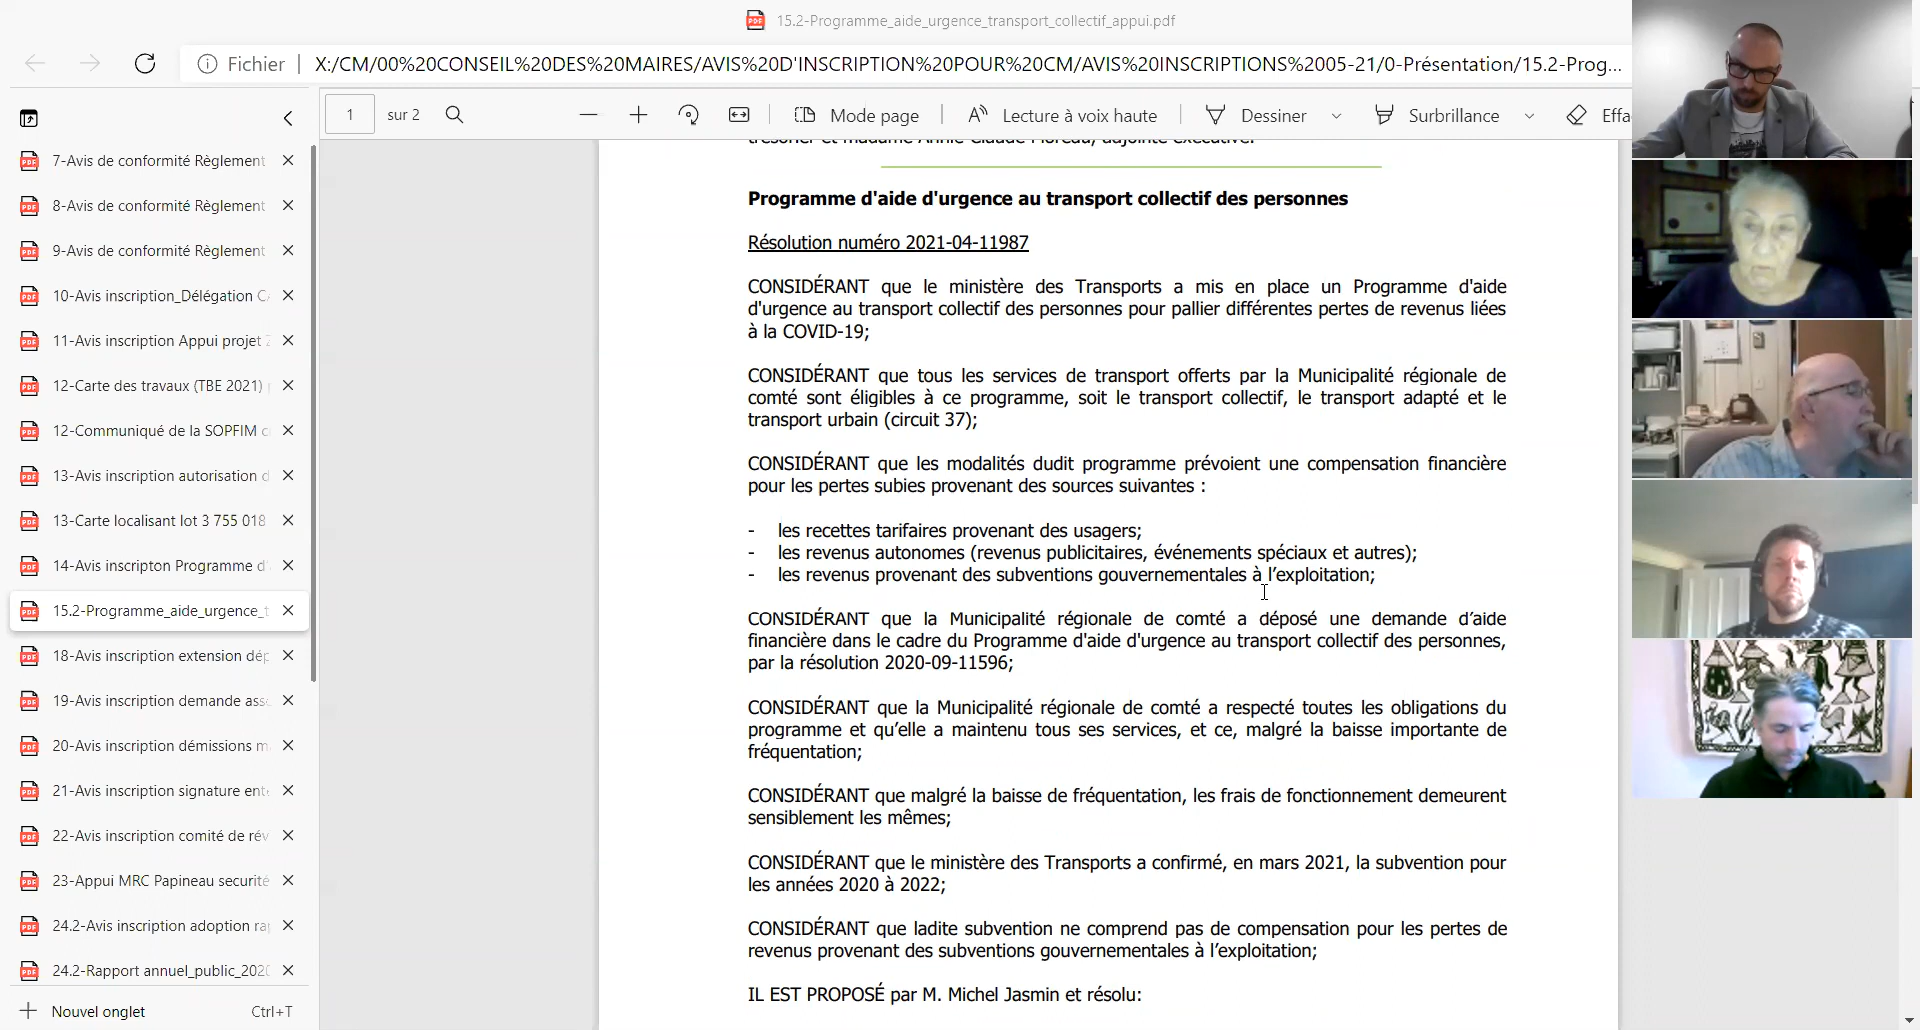 15.2-Programme_aide_urgence_transport_collectif_appui.pdf
Fichier
X:/CM/00%20CONSEIL%20DES%20MAIRES/AVIS%20D'INSCRIPTION%20POUR%20CM/AVIS%20INSCRIPTIONS%2005-21/0-Présentation/15.2-Prog...
1 sur 2
Mode page
Lecture à voix haute
Dessiner
Surbrillance
Effa
7-Avis de conformité Règlement
8-Avis de conformité Règlement
9-Avis de conformité Règlement
10-Avis inscription_Délégation CA
11-Avis inscription Appui projet
12-Carte des travaux (TBE 2021)
12-Communiqué de la SOPFIM c
13-Avis inscription autorisation d
13-Carte localisant lot 3 755 018
14-Avis inscripton Programme d'
15.2-Programme_aide_urgence_t
18-Avis inscription extension dép
19-Avis inscription demande asso
20-Avis inscription démissions m
21-Avis inscription signature ent
22-Avis inscription comité de rév
23-Appui MRC Papineau securité
24.2-Avis inscription adoption rap
24.2-Rapport annuel_public_2020
Nouvel onglet
Ctrl+T
trésorier et madame Annie-Claude Moreau, adjointe exécutive.
Programme d'aide d'urgence au transport collectif des personnes
Résolution numéro 2021-04-11987
CONSIDÉRANT que le ministère des Transports a mis en place un Programme d'aide
d'urgence au transport collectif des personnes pour pallier différentes pertes de revenus liées
à la COVID-19;
CONSIDÉRANT que tous les services de transport offerts par la Municipalité régionale de
comté sont éligibles à ce programme, soit le transport collectif, le transport adapté et le
transport urbain (circuit 37);
CONSIDÉRANT que les modalités dudit programme prévoient une compensation financière
pour les pertes subies provenant des sources suivantes :
- les recettes tarifaires provenant des usagers;
- les revenus autonomes (revenus publicitaires, événements spéciaux et autres);
- les revenus provenant des subventions gouvernementales à l'exploitation;
CONSIDÉRANT que la Municipalité régionale de comté a déposé une demande d'aide
financière dans le cadre du Programme d'aide d'urgence au transport collectif des personnes,
par la résolution 2020-09-11596;
CONSIDÉRANT que la Municipalité régionale de comté a respecté toutes les obligations du
programme et qu'elle a maintenu tous ses services, et ce, malgré la baisse importante de
fréquentation;
CONSIDÉRANT que malgré la baisse de fréquentation, les frais de fonctionnement demeurent
sensiblement les mêmes;
CONSIDÉRANT que le ministère des Transports a confirmé, en mars 2021, la subvention pour
les années 2020 à 2022;
CONSIDÉRANT que ladite subvention ne comprend pas de compensation pour les pertes de
revenus provenant des subventions gouvernementales à l'exploitation;
IL EST PROPOSÉ par M. Michel Jasmin et résolu: